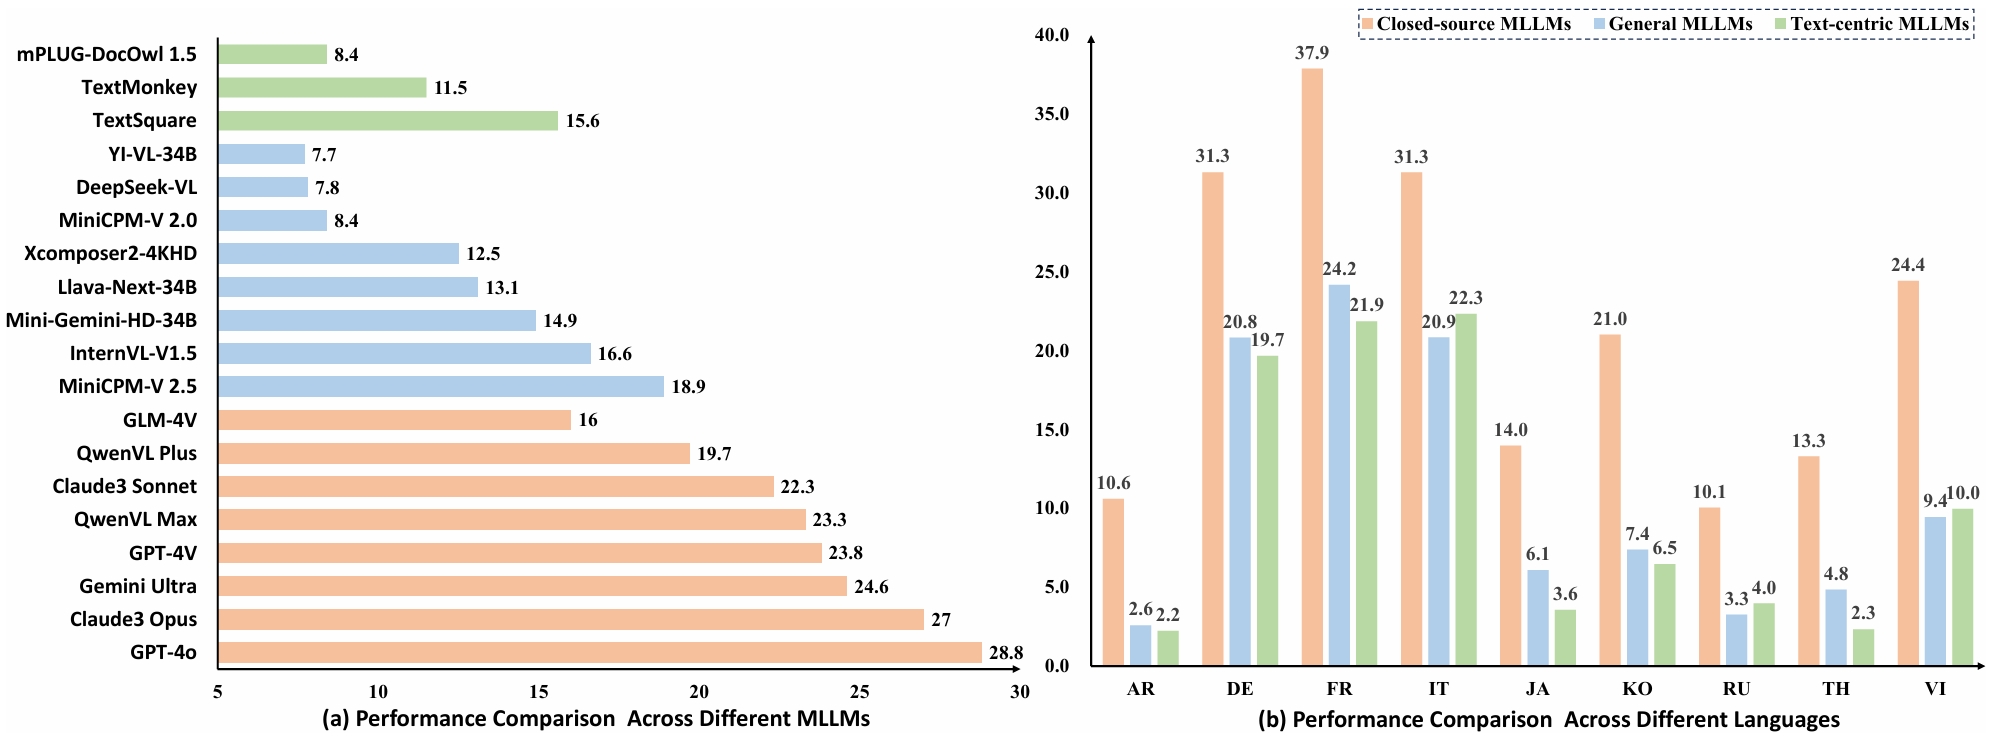 mPLUG-DocOwl 1.5 8.4
TextMonkey 11.5
TextSquare 15.6
YI-VL-34B 7.7
DeepSeek-VL 7.8
MiniCPM-V 2.0 8.4
Xcomposer2-4KHD 12.5
Llava-Next-34B 13.1
Mini-Gemini-HD-34B 14.9
InternVL-V1.5 16.6
MiniCPM-V 2.5 18.9
GLM-4V 16
QwenVL Plus 19.7
Claude3 Sonnet 22.3
QwenVL Max 23.3
GPT-4V 23.8
Gemini Ultra 24.6
Claude3 Opus 27
GPT-4o 28.8
5 10 15 20 25 30
(a) Performance Comparison Across Different MLLMs
Closed-source MLLMs General MLLMs Text-centric MLLMs
40.0
35.0
30.0
25.0
20.0
15.0
10.0
5.0
0.0
10.6 2.6 2.2
31.3 20.8 19.7
37.9 24.2 21.9
31.3 20.9 22.3
14.0 6.1 3.6
21.0 7.4 6.5
10.1 3.3 4.0
13.3 4.8 2.3
24.4 9.4 10.0
AR DE FR IT JA KO RU TH VI
(b) Performance Comparison Across Different Languages